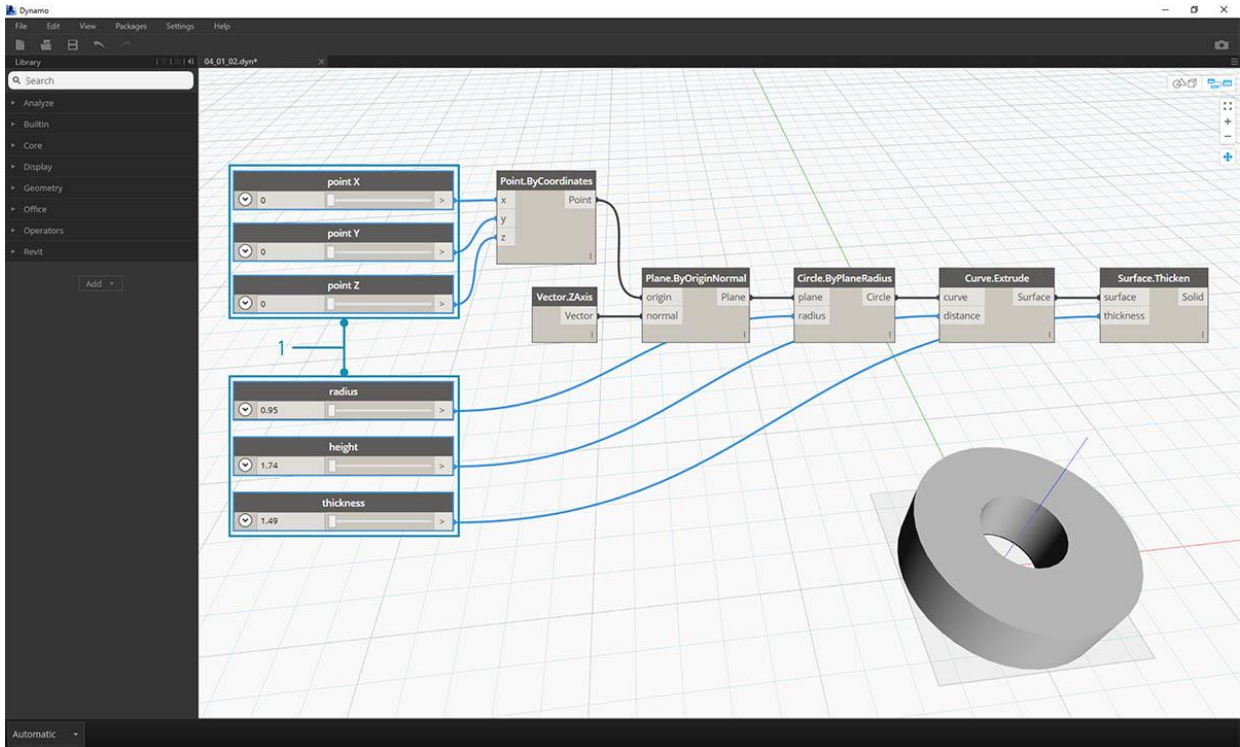 Dynamo
File Edit View Packages Settings Help
Library
04_01_02.dyn*
Search
Analyze
BuiltIn
Core
Display
Geometry
Office
Operators
Revit
Add
point X
0 >
point Y
0 >
point Z
0 >
1
radius
0.95 >
height
1.74 >
thickness
1.49 >
Point.ByCoordinates
x Point
y
z
Vector.ZAxis
Vector
Plane.ByOriginNormal
origin Plane
normal
Circle.ByPlaneRadius
plane Circle
radius
Curve.Extrude
curve Surface
distance
Surface.Thicken
surface Solid
thickness
Automatic